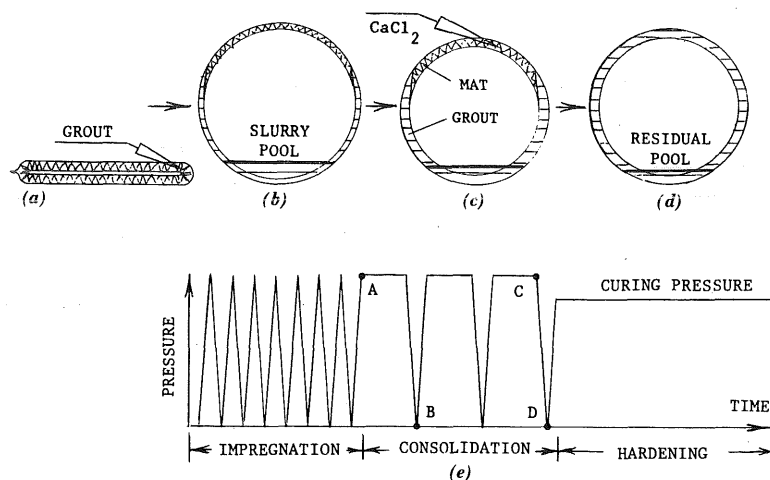 CaCl2
MAT
GROUT
GROUT
SLURRY
POOL
RESIDUAL
POOL
(a)
(b)
(c)
(d)
PRESSURE
A
C
CURING PRESSURE
B
D
TIME
IMPREGNATION
CONSOLIDATION
HARDENING
(e)